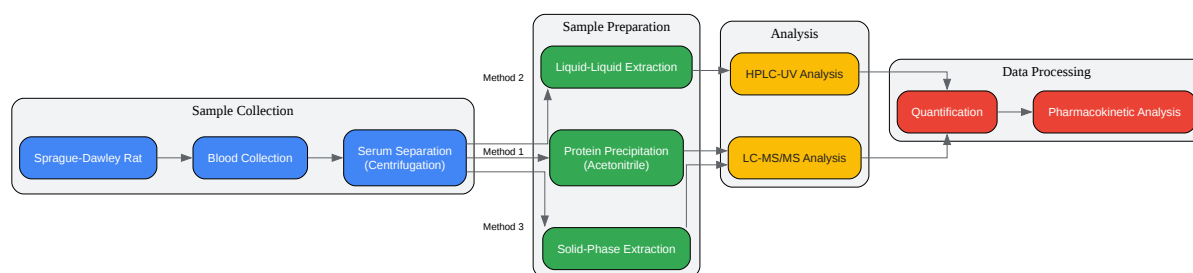 Sample Collection
Sprague-Dawley Rat
Blood Collection
Serum Separation
(Centrifugation)
Method 2
Method 1
Method 3
Sample Preparation
Liquid-Liquid Extraction
Protein Precipitation
(Acetonitrile)
Solid-Phase Extraction
Analysis
HPLC-UV Analysis
LC-MS/MS Analysis
Data Processing
Quantification
Pharmacokinetic Analysis